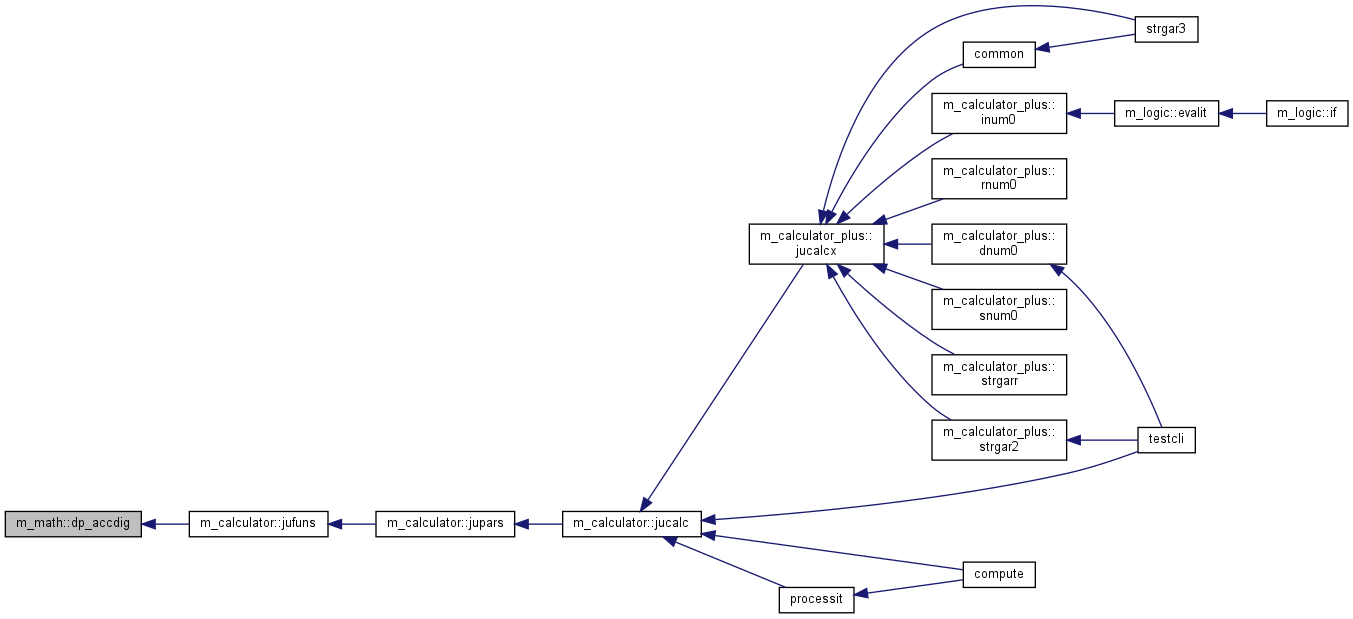 strgar3
common
m_calculator_plus::
inum0
m_logic::evalit
m_logic::if
m_calculator_plus::
rnum0
m_calculator_plus::
jucalcx
m_calculator_plus::
dnum0
m_calculator_plus::
snum0
m_calculator_plus::
strgarr
m_calculator_plus::
strgar2
testcli
m_math::dp_accdig
m_calculator::jufuns
m_calculator::jupars
m_calculator::jucalc
compute
processit